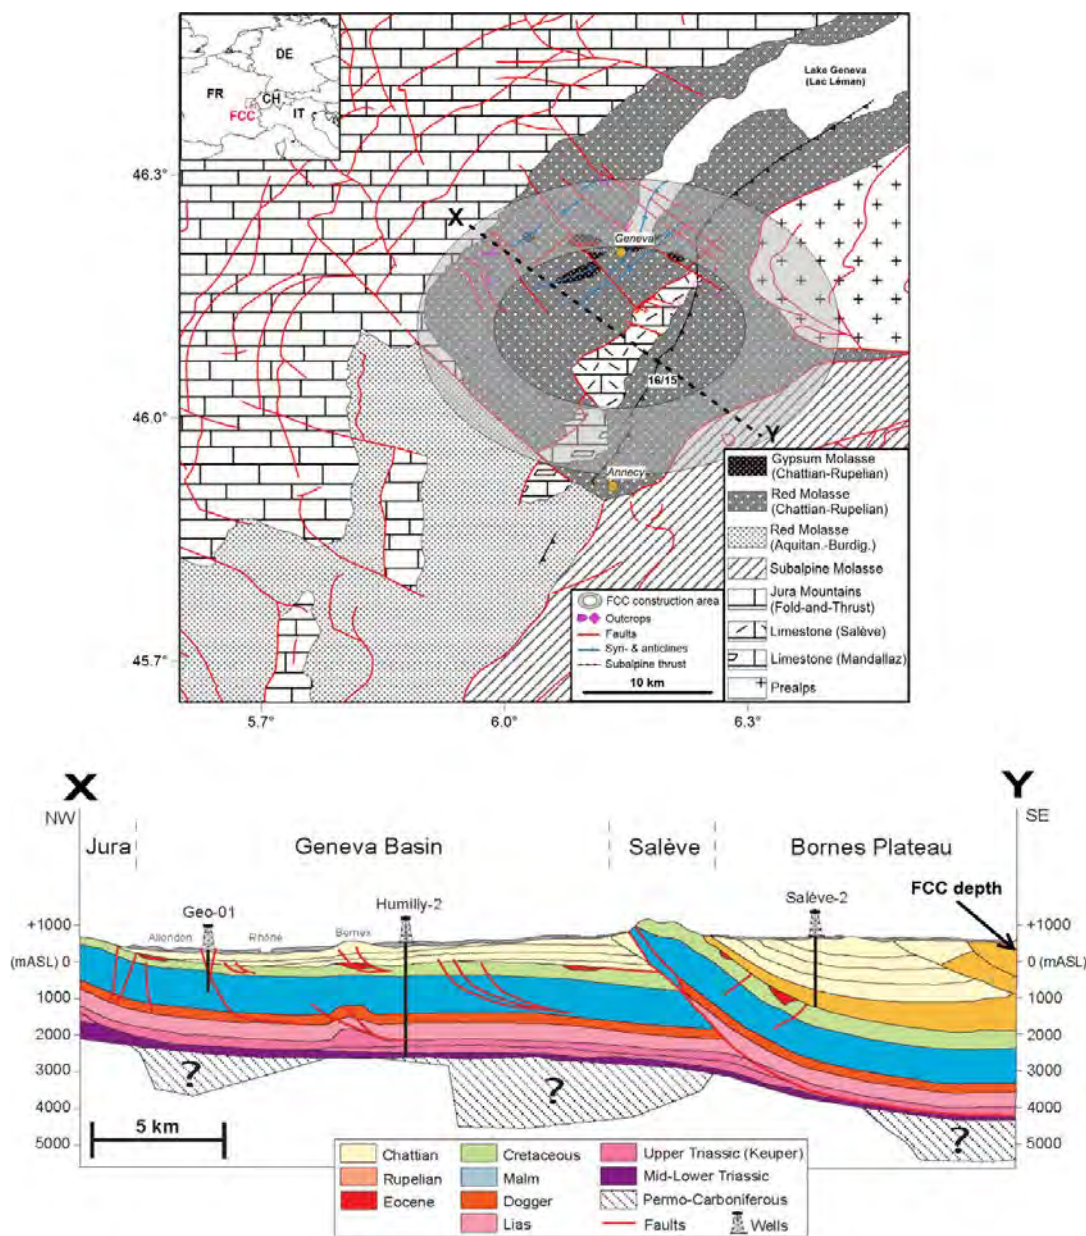 DE
FR
CH
FCC
IT
Lake Geneva
(Lac Léman)
46.3°
X
Geneva
16/15
46.0°
Y
Annecy
45.7°
Gypsum Molasse
(Chattian-Rupelian)
Red Molasse
(Chattian-Rupelian)
Red Molasse
(Aquitan.-Burdig.)
Subalpine Molasse
Jura Mountains
(Fold-and-Thrust)
Limestone (Salève)
Limestone (Mandallaz)
Prealps
FCC construction area
Outcrops
Faults
Syn- & anticlines
Subalpine thrust
10 km
5.7°
6.0°
6.3°
X
Y
NW
SE
Jura
Geneva Basin
Salève
Bornes Plateau
FCC depth
Geo-01
Humilly-2
Salève-2
Allondon
Rhône
Bernex
+1000
(mASL) 0
1000
2000
3000
4000
5000
+1000
0 (mASL)
1000
2000
3000
4000
5000
?
?
?
5 km
Chattian
Rupelian
Eocene
Cretaceous
Malm
Dogger
Lias
Upper Triassic (Keuper)
Mid-Lower Triassic
Permo-Carboniferous
Faults
Wells